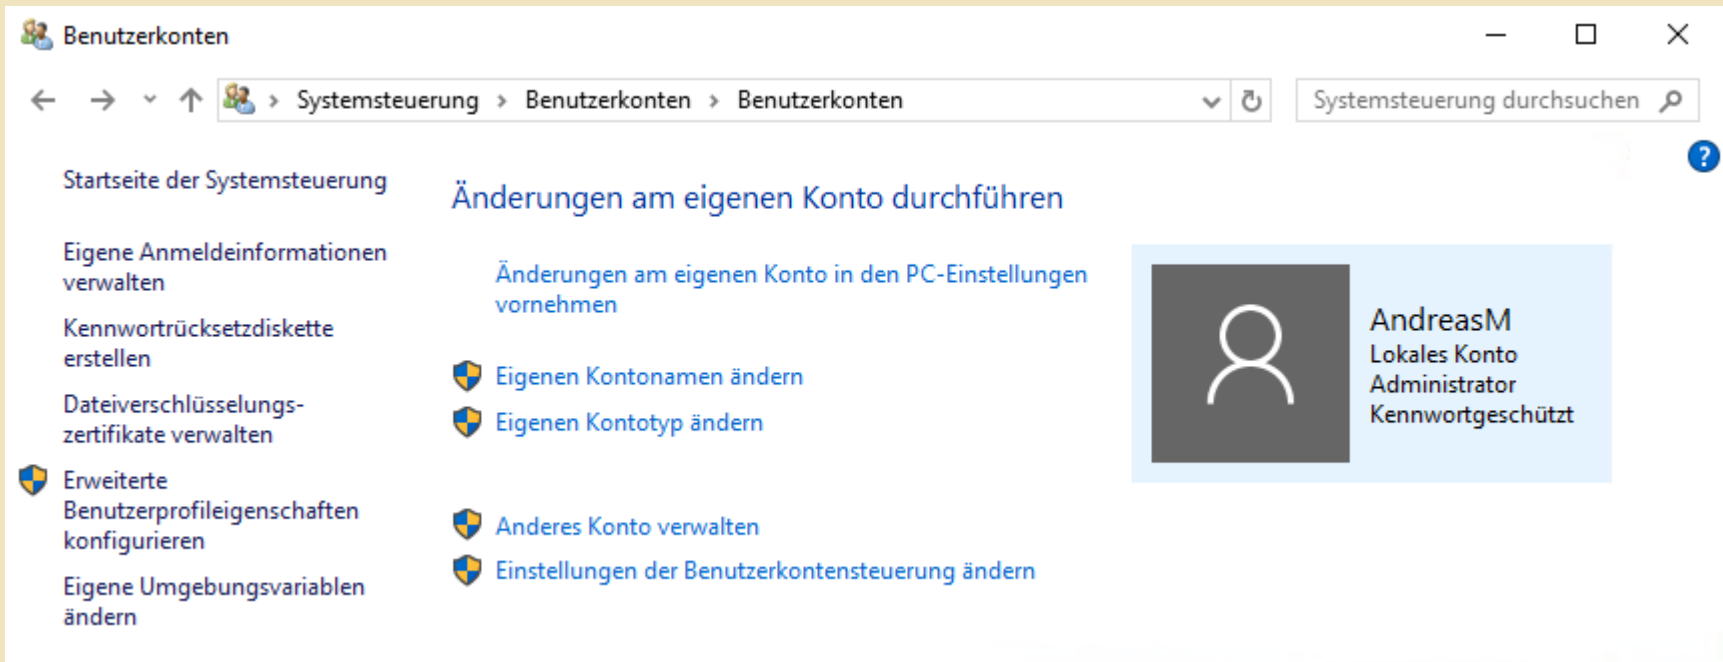 Benutzerkonten
Systemsteuerung > Benutzerkonten > Benutzerkonten
Systemsteuerung durchsuchen
?
Startseite der Systemsteuerung
Eigene Anmeldeinformationen
verwalten
Kennwortrücksetzdiskette
erstellen
Dateiverschlüsselungs-
zertifikate verwalten
Erweiterte
Benutzerprofileigenschaften
konfigurieren
Eigene Umgebungsvariablen
ändern
Änderungen am eigenen Konto durchführen
Änderungen am eigenen Konto in den PC-Einstellungen
vornehmen
Eigenen Kontonamen ändern
Eigenen Kontotyp ändern
Anderes Konto verwalten
Einstellungen der Benutzerkontensteuerung ändern
AndreasM
Lokales Konto
Administrator
Kennwortgeschützt